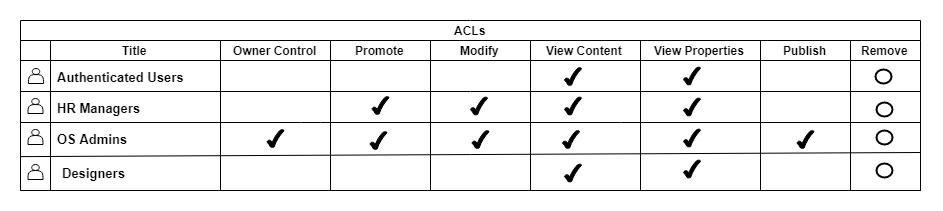 ACLs
Title Owner Control Promote Modify View Content View Properties Publish Remove
Authenticated Users ✔ ✔
HR Managers ✔ ✔ ✔ ✔
OS Admins ✔ ✔ ✔ ✔ ✔ ✔
Designers ✔ ✔